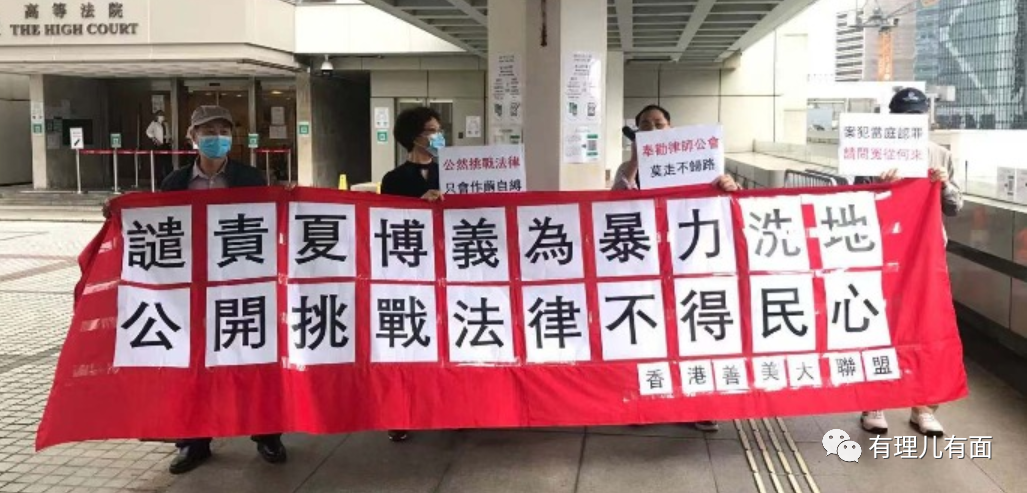 高等法院
THE HIGH COURT
公然挑戰法律
只會作繭自縛
奉勸律師公會
莫走不歸路
案犯當庭認罪
請問冤從何來
譴責夏博義為暴力洗地
公開挑戰法律不得民心
香港善美大聯盟
有理儿有面